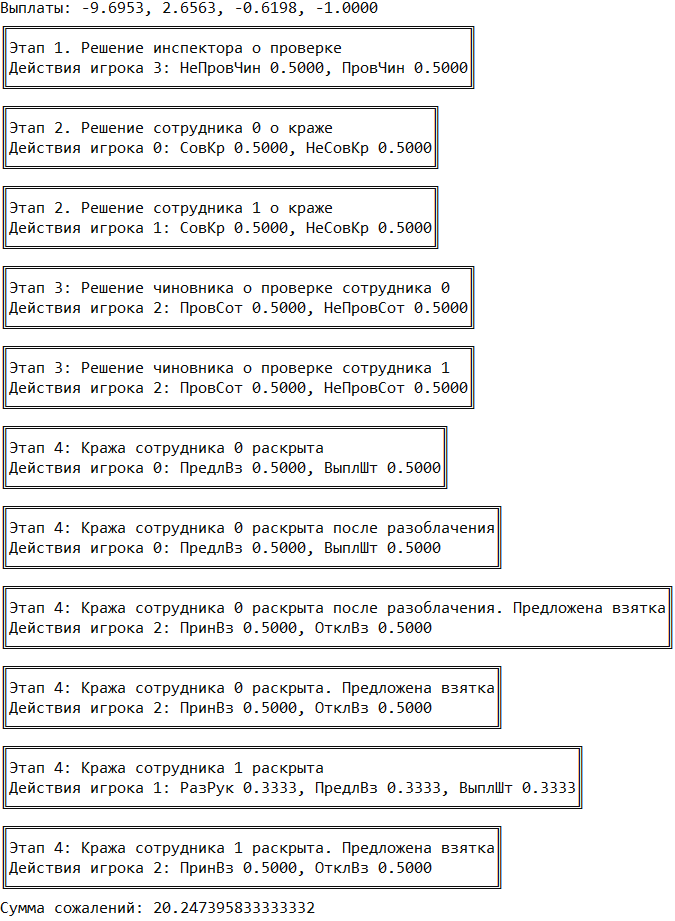 Выплаты: -9.6953, 2.6563, -0.6198, -1.0000
Этап 1. Решение инспектора о проверке
Действия игрока 3: НеПровЧин 0.5000, ПровЧин 0.5000
Этап 2. Решение сотрудника 0 о краже
Действия игрока 0: СовКр 0.5000, НеСовКр 0.5000
Этап 2. Решение сотрудника 1 о краже
Действия игрока 1: СовКр 0.5000, НеСовКр 0.5000
Этап 3: Решение чиновника о проверке сотрудника 0
Действия игрока 2: ПровСот 0.5000, НеПровСот 0.5000
Этап 3: Решение чиновника о проверке сотрудника 1
Действия игрока 2: ПровСот 0.5000, НеПровСот 0.5000
Этап 4: Кража сотрудника 0 раскрыта
Действия игрока 0: ПредлВз 0.5000, ВыплШт 0.5000
Этап 4: Кража сотрудника 0 раскрыта после разоблачения
Действия игрока 0: ПредлВз 0.5000, ВыплШт 0.5000
Этап 4: Кража сотрудника 0 раскрыта после разоблачения. Предложена взятка
Действия игрока 2: ПринВз 0.5000, ОтклВз 0.5000
Этап 4: Кража сотрудника 0 раскрыта. Предложена взятка
Действия игрока 2: ПринВз 0.5000, ОтклВз 0.5000
Этап 4: Кража сотрудника 1 раскрыта
Действия игрока 1: РазРук 0.3333, ПредлВз 0.3333, ВыплШт 0.3333
Этап 4: Кража сотрудника 1 раскрыта. Предложена взятка
Действия игрока 2: ПринВз 0.5000, ОтклВз 0.5000
Сумма сожалений: 20.247395833333332